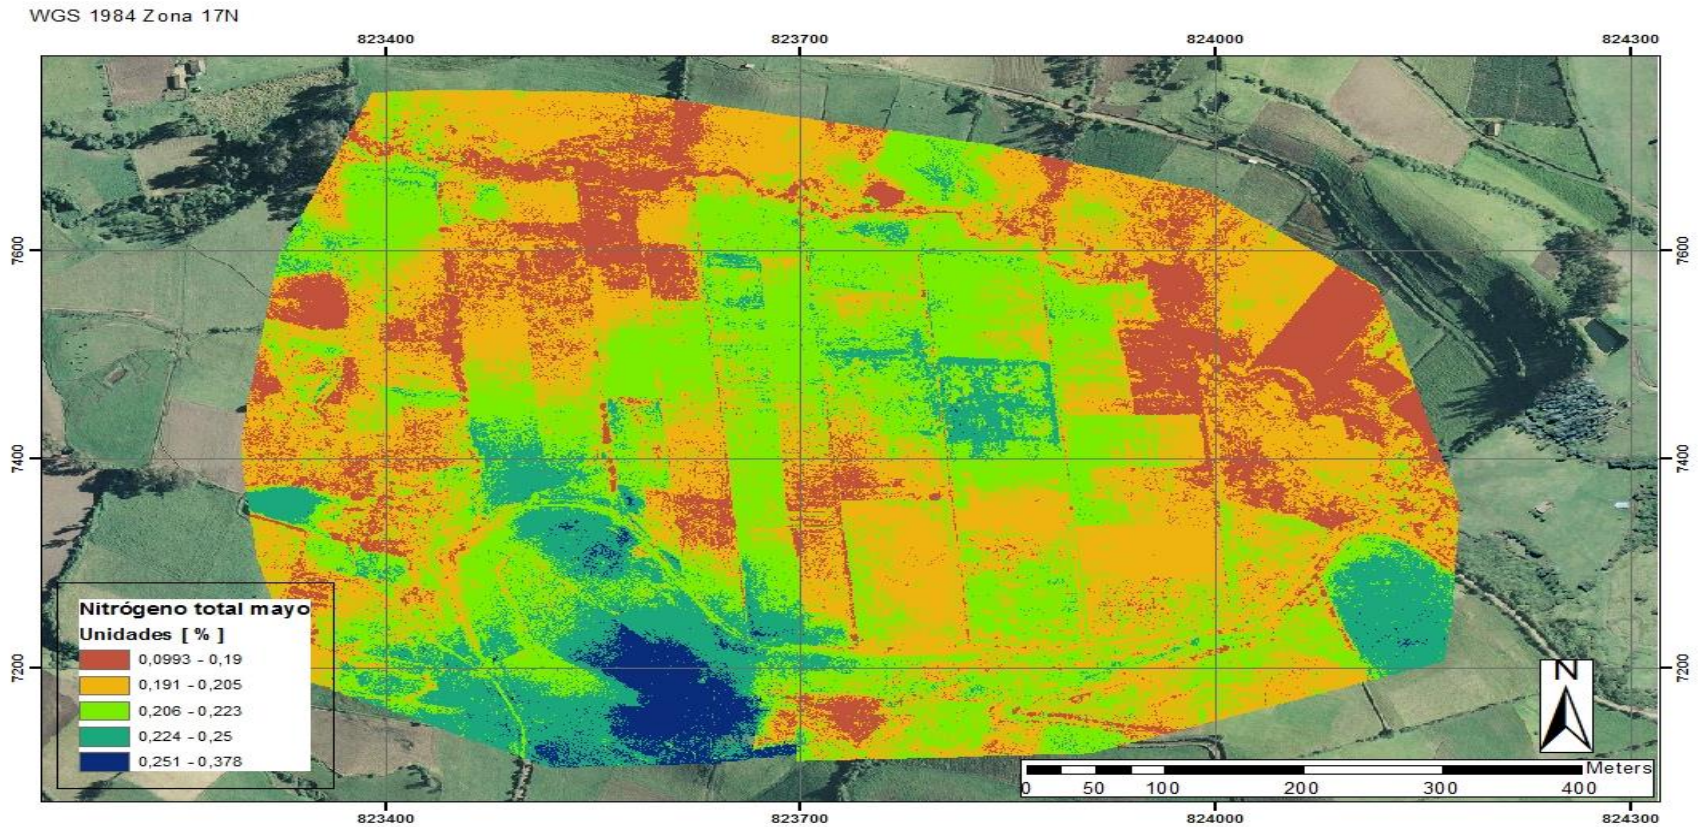 WGS 1984 Zona 17N
823400 823700 824000 824300
7600 7600
7400 7400
7200 7200
Nitrógeno total mayo
Unidades [ % ]
0,0993 - 0,19
0,191 - 0,205
0,206 - 0,223
0,224 - 0,25
0,251 - 0,378
N
Meters
0 50 100 200 300 400
823400 823700 824000 824300